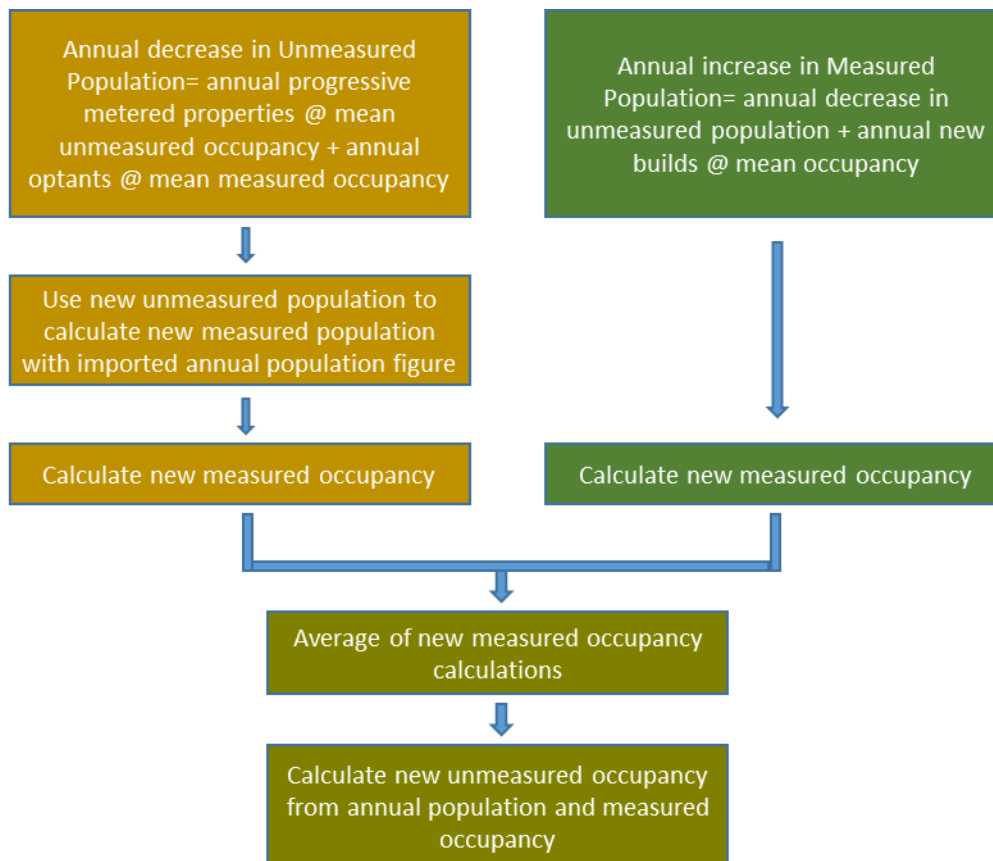 Annual decrease in Unmeasured
Population= annual progressive
metered properties @ mean
unmeasured occupancy + annual
optants @ mean measured occupancy
Annual increase in Measured
Population= annual decrease in
unmeasured population + annual new
builds @ mean occupancy
Use new unmeasured population to
calculate new measured population
with imported annual population figure
Calculate new measured occupancy
Calculate new measured occupancy
Average of new measured occupancy
calculations
Calculate new unmeasured occupancy
from annual population and measured
occupancy